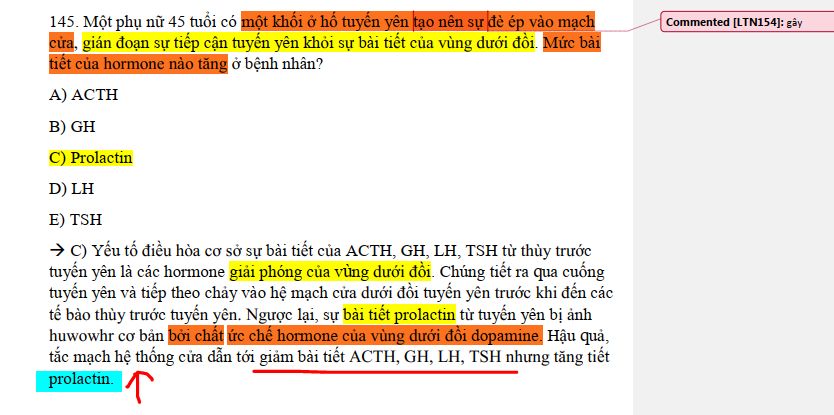 145. Một phụ nữ 45 tuổi có một khối ở hố tuyến yên tạo nên sự đè ép vào mạch
cửa, gián đoạn sự tiếp cận tuyến yên khỏi sự bài tiết của vùng dưới đồi. Mức bài
tiết của hormone nào tăng ở bệnh nhân?
Commented [LTN154]: gây
A) ACTH
B) GH
C) Prolactin
D) LH
E) TSH
→ C) Yếu tố điều hòa cơ sở sự bài tiết của ACTH, GH, LH, TSH từ thùy trước
tuyến yên là các hormone giải phóng của vùng dưới đồi. Chúng tiết ra qua cuống
tuyến yên và tiếp theo chảy vào hệ mạch cửa dưới đồi tuyến yên trước khi đến các
tế bào thùy trước tuyến yên. Ngược lại, sự bài tiết prolactin từ tuyến yên bị ảnh
huwowhr cơ bản bởi chất ức chế hormone của vùng dưới đồi dopamine. Hậu quả,
tắc mạch hệ thống cửa dẫn tới giảm bài tiết ACTH, GH, LH, TSH nhưng tăng tiết
prolactin.